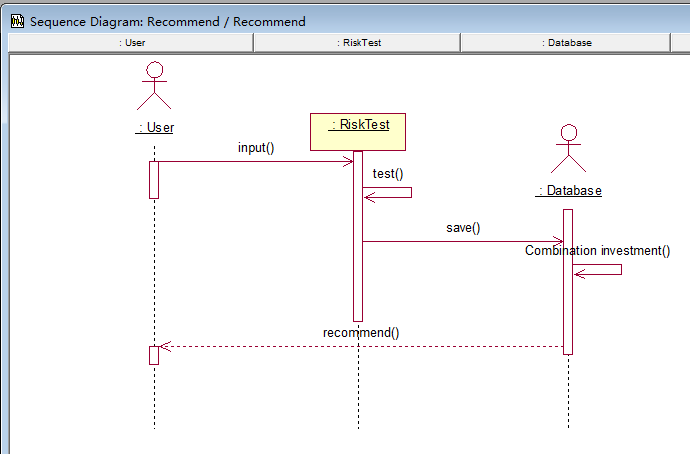 Sequence Diagram: Recommend / Recommend
: User
: RiskTest
: Database
: User
: RiskTest
: Database
input()
test()
save()
Combination investment()
recommend()